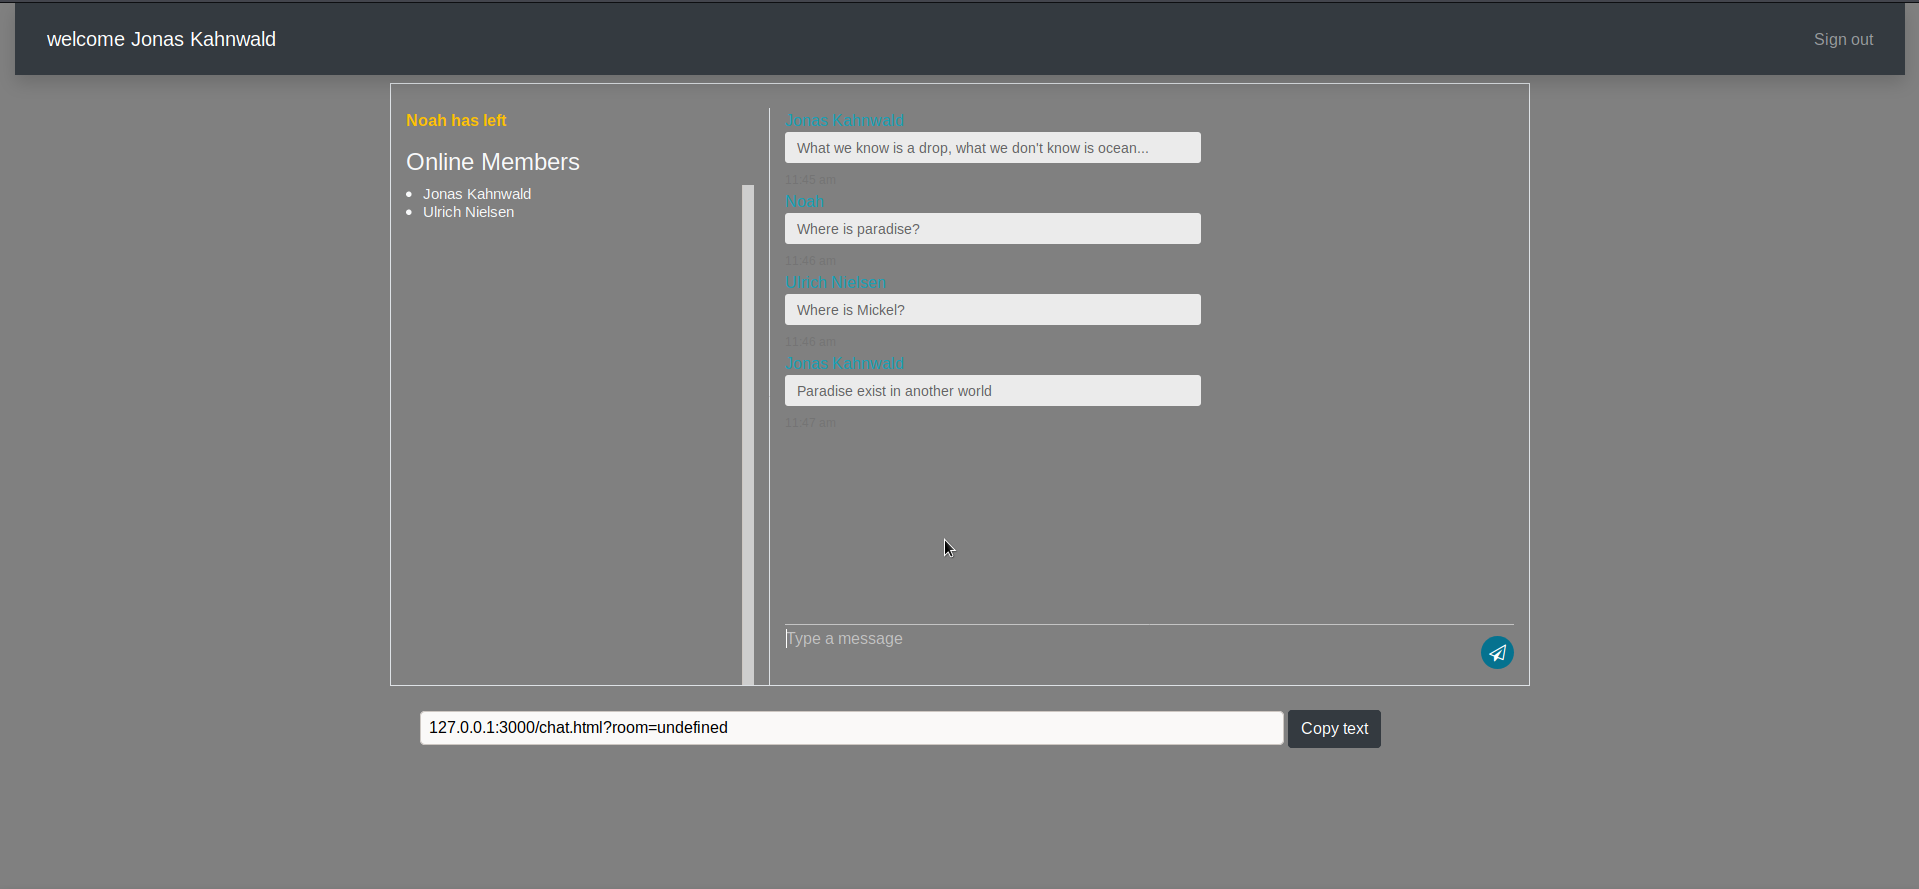 welcome Jonas Kahnwald
Sign out
Noah has left
Online Members
Jonas Kahnwald
Ulrich Nielsen
Jonas Kahnwald
What we know is a drop, what we don't know is ocean...
11:45 am
Noah
Where is paradise?
11:46 am
Ulrich Nielsen
Where is Mickel?
11:46 am
Jonas Kahnwald
Paradise exist in another world
11:47 am
Type a message
127.0.0.1:3000/chat.html?room=undefined
Copy text